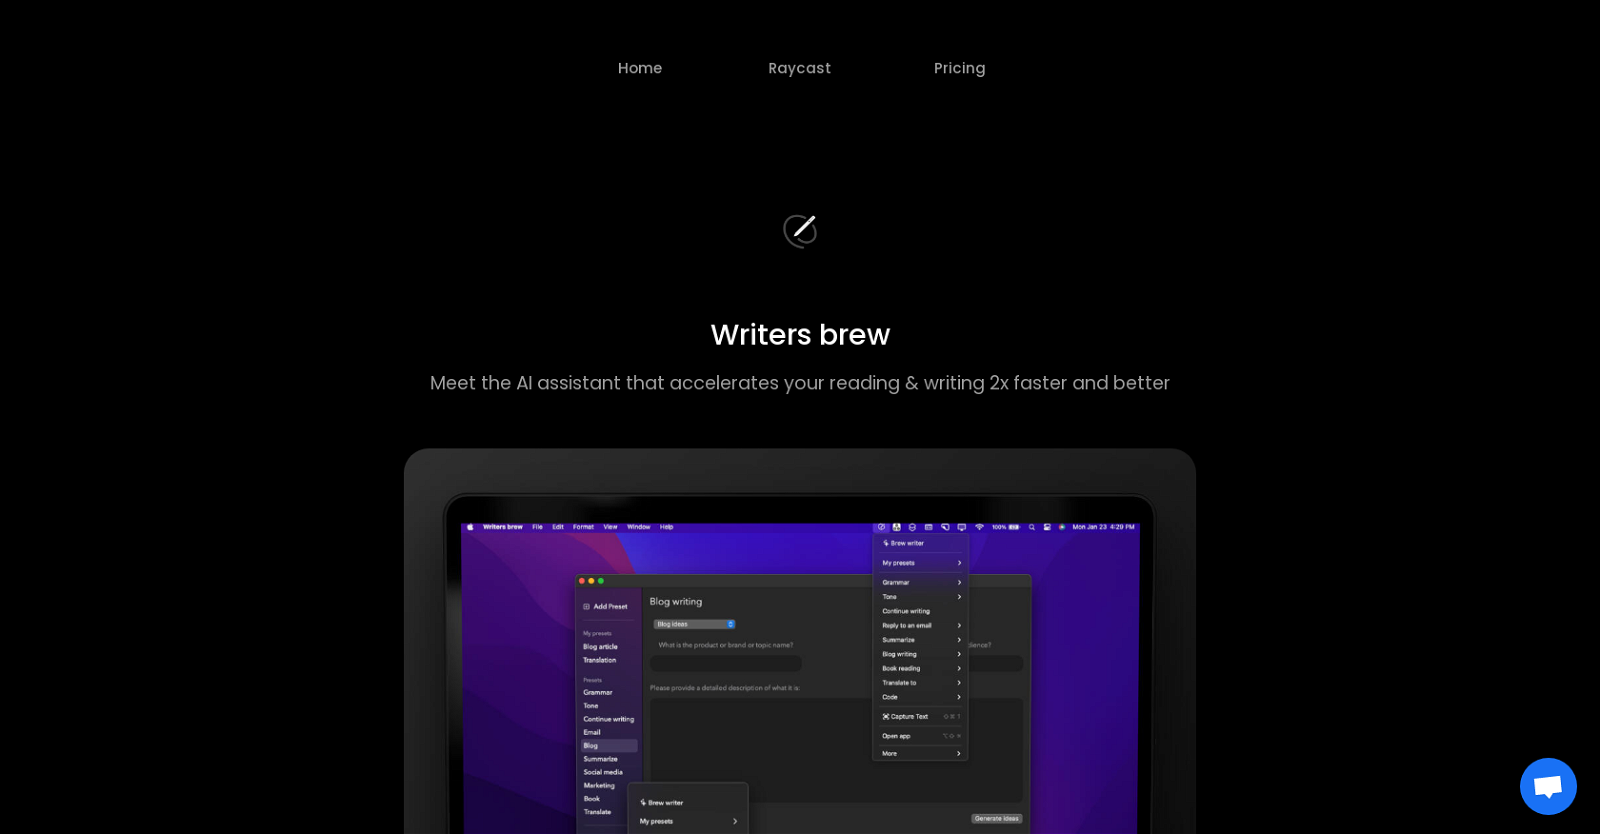 Home Raycast Pricing
Writers brew
Meet the AI assistant that accelerates your reading & writing 2x faster and better
Writers brew File Edit Format View Window Help 100% Mon Jan 23 4:29 PM
Brew writer
My presets
Grammar
Tone
Continue writing
Reply to an email
Summarize
Blog writing
Book reading
Translate to
Code
Capture Text ⇧⌘1
Open app
More
Add Preset
My presets
Blog article
Translation
Presets
Grammar
Tone
Continue writing
Email
Blog
Summarize
Social media
Marketing
Book
Translate
Blog writing
Blog ideas
What is the product or brand or topic name?
dience?
Please provide a detailed description of what it is:
Generate ideas
Brew writer
My presets